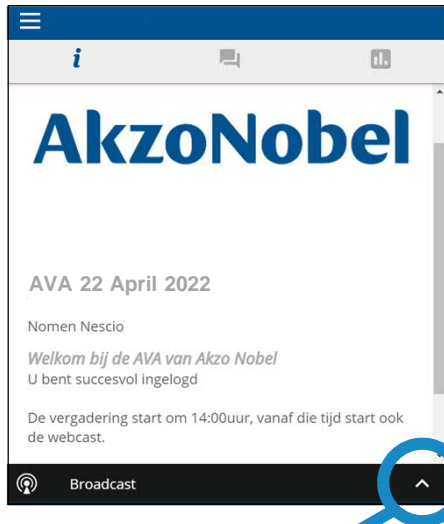 i
AkzoNobel
AVA 22 April 2022
Nomen Nescio
Welkom bij de AVA van Akzo Nobel
U bent succesvol ingelogd
De vergadering start om 14:00uur, vanaf die tijd start ook
de webcast.
Broadcast